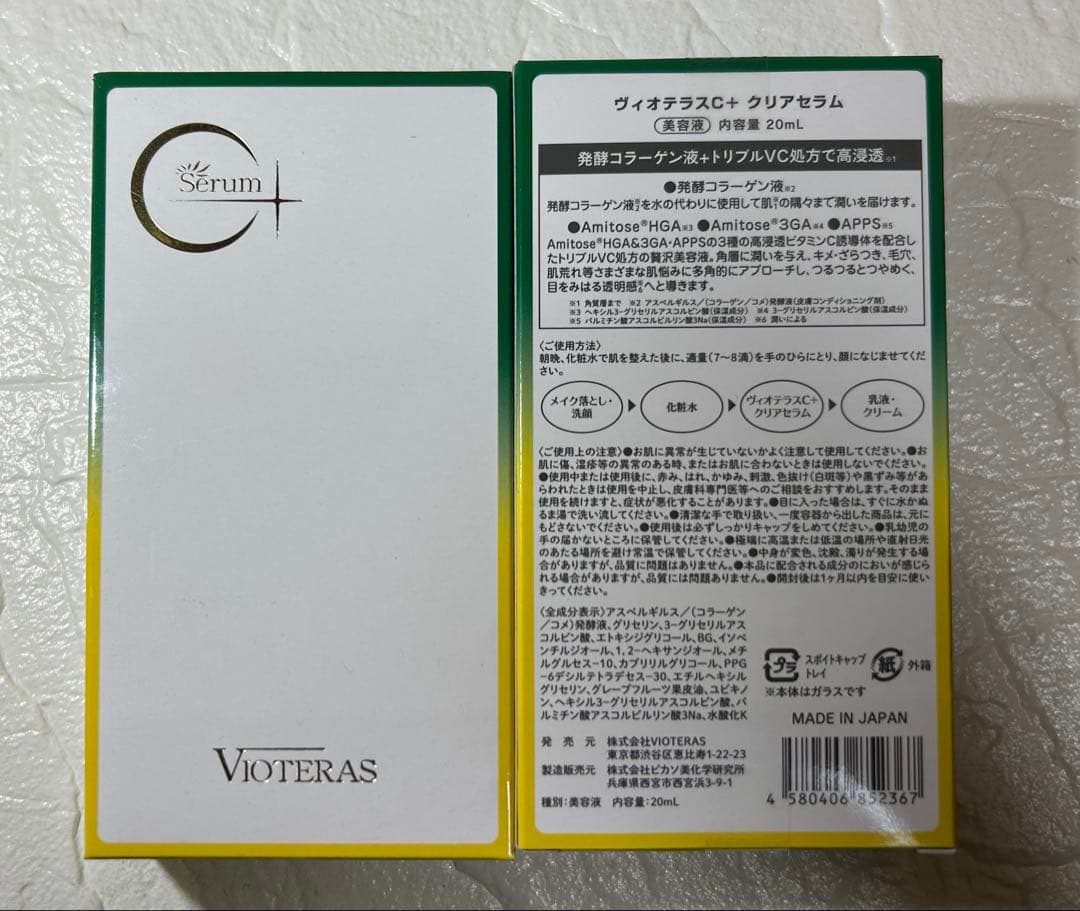 C+
Serum
VIOTERAS
ヴィオテラスC+ クリアセラム
美容液 内容量 20mL
発酵コラーゲン液+トリプルVC処方で高浸透※1
●発酵コラーゲン液※2
発酵コラーゲン液※2を水の代わりに使用して肌※1の隅々まで潤いを届けます。
●Amitose®HGA※3 ●Amitose®3GA※4 ●APPS※5
Amitose®HGA&3GA・APPSの3種の高浸透ビタミンC誘導体を配合し
たトリプルVC処方の贅沢美容液。角層に潤いを与え、キメ・ざらつき、毛穴、
肌荒れ等さまざまな肌悩みに多角的にアプローチし、つるつるとつやめく、
目をみはる透明感※6へと導きます。
※1 角質層まで ※2 アスペルギルス/(コラーゲン/コメ)発酵液(皮膚コンディショニング剤)
※3 ヘキシル3-グリセリルアスコルビン酸(保湿成分) ※4 3-グリセリルアスコルビン酸(保湿成分)
※5 パルミチン酸アスコルビルリン酸3Na(保湿成分) ※6 潤いによる
〈ご使用方法〉
朝晩、化粧水で肌を整えた後に、適量(7〜8滴)を手のひらにとり、顔になじませてくだ
さい。
メイク落とし・
洗顔
化粧水
ヴィオテラスC+
クリアセラム
乳液・
クリーム
〈ご使用上の注意〉●お肌に異常が生じていないかよく注意して使用してください。●お
肌に傷、湿疹等の異常のある時、またはお肌に合わないときは使用しないでください。
●使用中または使用後に、赤み、はれ、かゆみ、刺激、色抜け(白斑等)や黒ずみ等があ
らわれたときは使用を中止し、皮膚科専門医等へのご相談をおすすめします。そのまま
使用を続けますと、症状が悪化することがあります。●目に入った場合は、すぐに水かぬ
るま湯で洗い流してください。●清潔な手で取り扱い、一度容器から出した商品は、元に
もどさないでください。●使用後は必ずしっかりキャップをしめてください。●乳幼児の
手の届かないところに保管してください。●極端に高温または低温の場所や直射日光
のあたる場所を避け常温で保管してください。●中身が変色、沈殿、濁りが発生する場
合がありますが、品質に問題はありません。●本品に配合される成分のにおいが感じら
れる場合がありますが、品質には問題ありません。●開封後は1ヶ月以内を目安に使い
きってください。
〈全成分表示〉アスペルギルス/(コラーゲン
/コメ)発酵液、グリセリン、3-グリセリルアス
コルビン酸、エトキシジグリコール、BG、イソペ
ンチルジオール、1,2-ヘキサンジオール、メチ
ルグルセス-10、カプリリルグリコール、PPG
-6デシルテトラデセス-30、エチルヘキシル
グリセリン、グレープフルーツ果皮油、ユビキノ
ン、ヘキシル3-グリセリルアスコルビン酸、パ
ルミチン酸アスコルビルリン酸3Na、水酸化K
プラ
スポイトキャップ
トレイ
紙
外箱
※本体はガラスです
MADE IN JAPAN
発売元 株式会社VIOTERAS
東京都渋谷区恵比寿1-22-23
製造販売元 株式会社ピカソ美化学研究所
兵庫県西宮市西宮浜3-9-1
種別:美容液 内容量:20mL
4 580406 852367